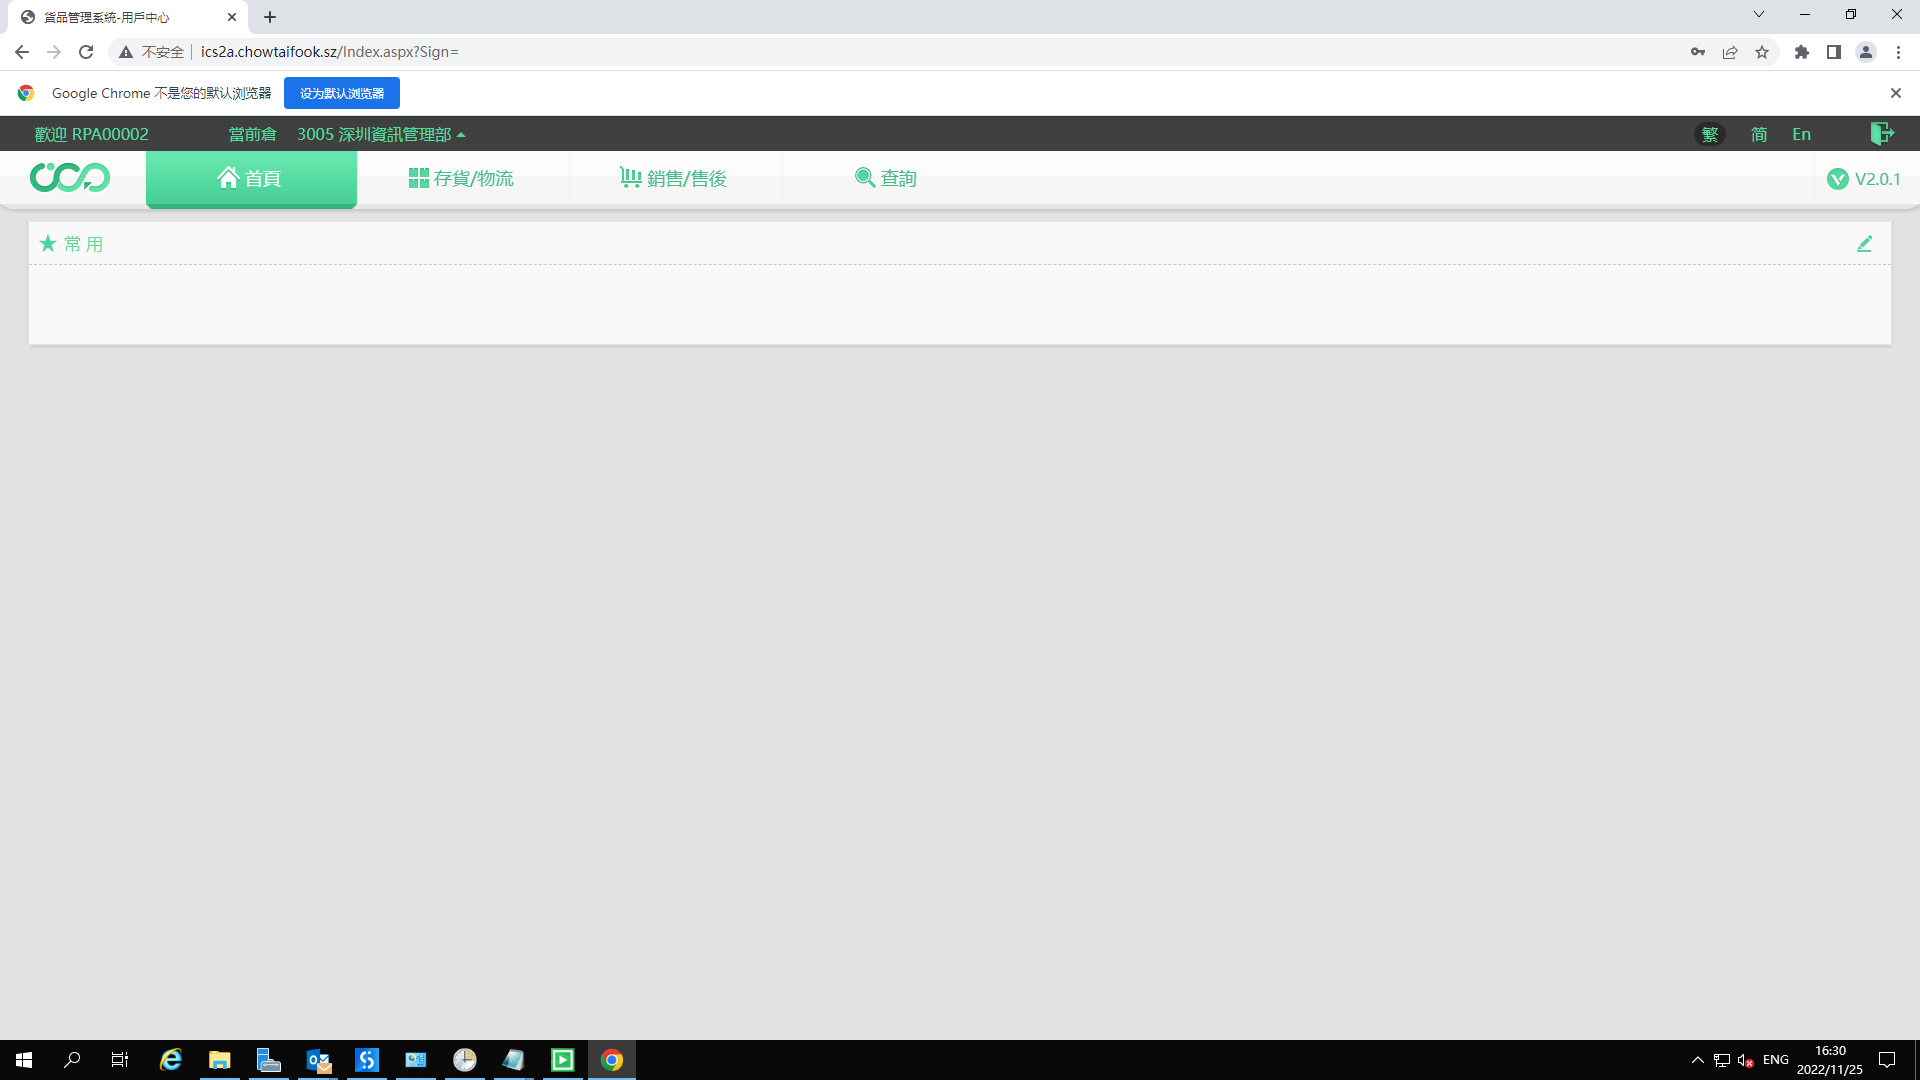 貨品管理系統-用戶中心
不安全 ics2a.chowtaifook.sz/Index.aspx?Sign=
Google Chrome 不是您的默认浏览器 设为默认浏览器
歡迎 RPA00002 當前倉 3005 深圳資訊管理部 繁 简 En
首頁 存貨/物流 銷售/售後 查詢 V2.0.1
常 用
ENG 16:30
2022/11/25